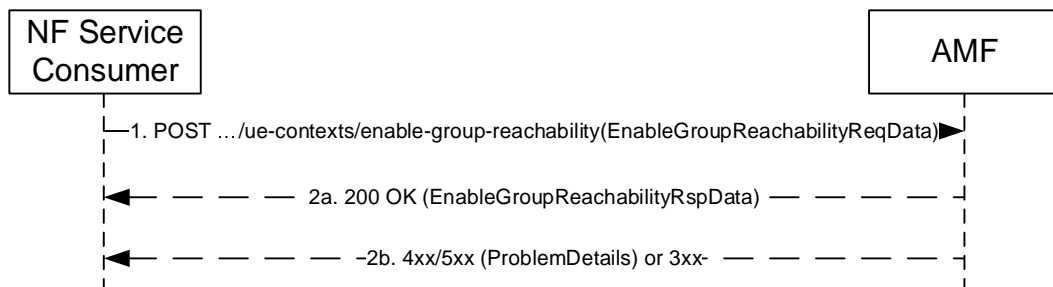 NF Service
Consumer
AMF
1. POST …/ue-contexts/enable-group-reachability(EnableGroupReachabilityReqData)
2a. 200 OK (EnableGroupReachabilityRspData)
2b. 4xx/5xx (ProblemDetails) or 3xx